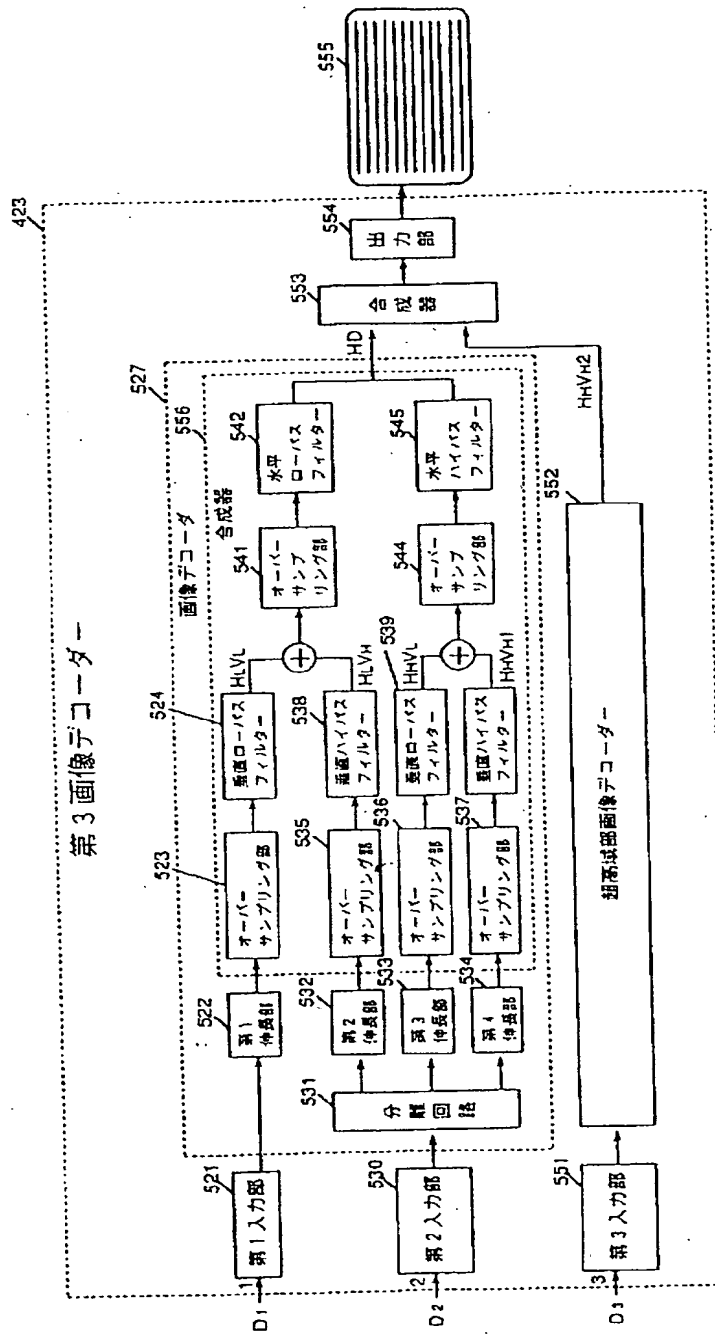 第3画像デコーダー
423
画像デコーダ
527
合成器
556
D1
1
521
第1入力部
522
第1
伸長部
523
オーバー
サンプリング部
524
垂直ローパス
フィルター
HLVL
541
オーバー
サンプ
リング部
542
水平
ローパス
フィルター
HD
553
合成器
554
出力部
555
D2
2
530
第2入力部
531
分離回路
532
第2
伸長部
535
オーバー
サンプリング部
538
垂直ハイパス
フィルター
HLVH
533
第3
伸長部
536
オーバー
サンプリング部
539
垂直ローパス
フィルター
HHVL
544
オーバー
サンプ
リング部
545
水平
ハイパス
フィルター
534
第4
伸長部
537
オーバー
サンプリング部
垂直ハイパス
フィルター
HHVH1
D3
3
551
第3入力部
552
超高域部画像デコーダー
HHVH2